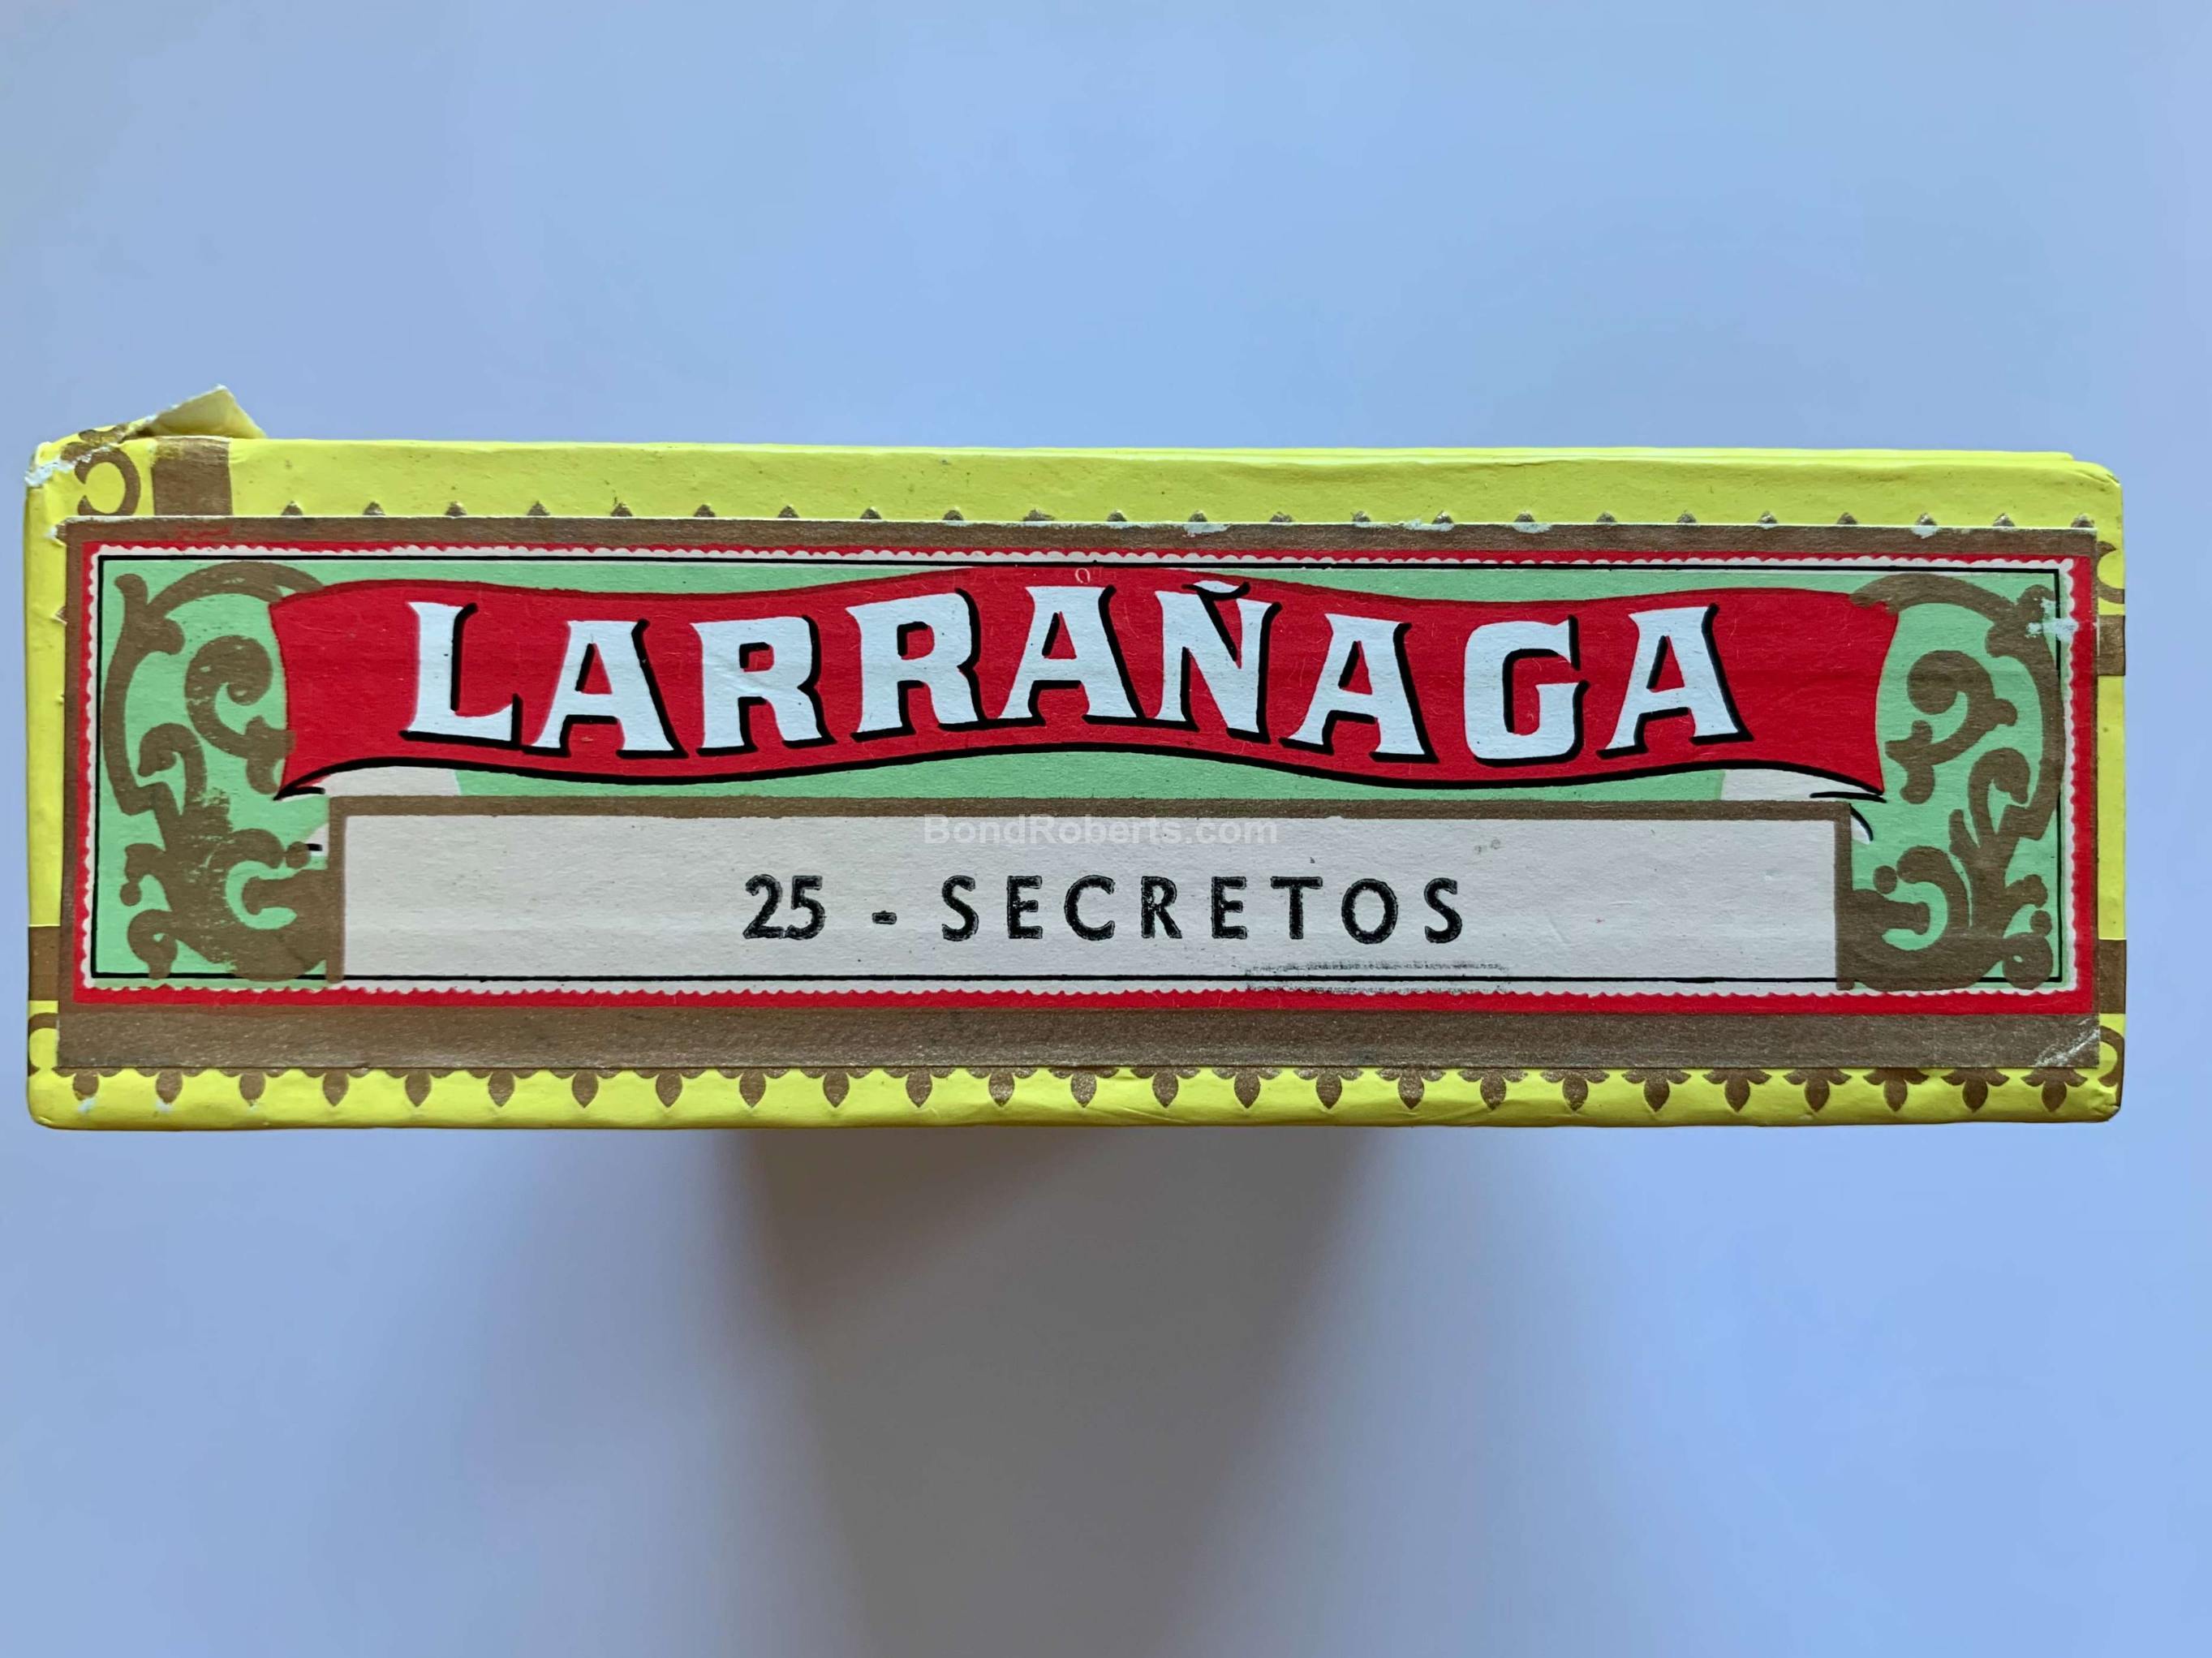 LARRAÑAGA
BondRoberts.com
25 - SECRETOS